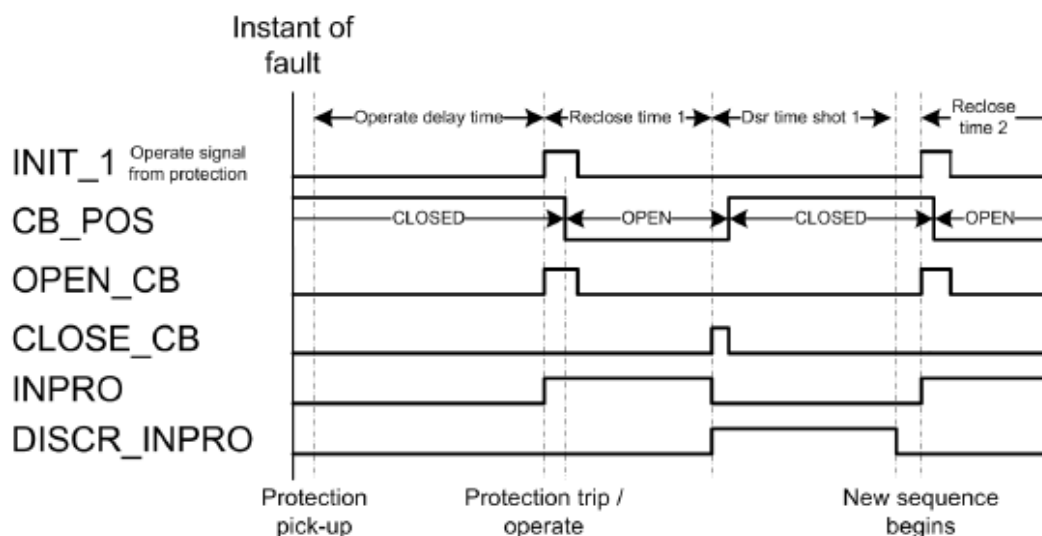 Instant of
fault
Operate delay time
Reclose time 1
Dsr time shot 1
Reclose
time 2
INIT_1
Operate signal
from protection
CB_POS
CLOSED
OPEN
CLOSED
OPEN
OPEN_CB
CLOSE_CB
INPRO
DISCR_INPRO
Protection
pick-up
Protection trip /
operate
New sequence
begins